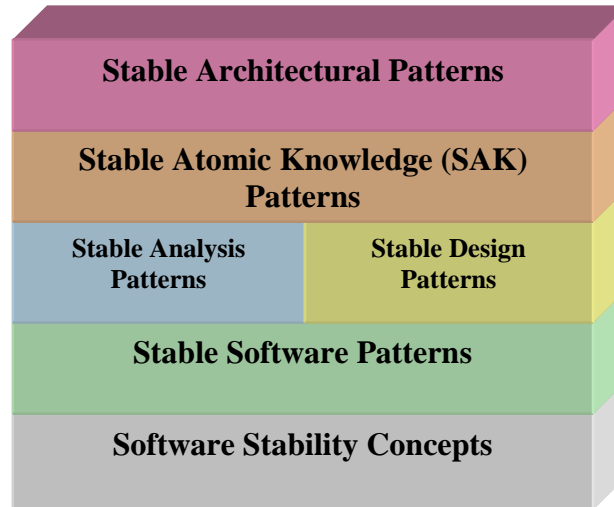 Stable Architectural Patterns
Stable Atomic Knowledge (SAK)
Patterns
Stable Analysis
Patterns
Stable Design
Patterns
Stable Software Patterns
Software Stability Concepts